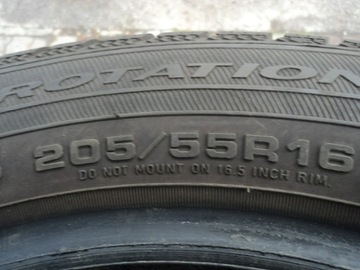 ROTATION
205/55R16
DO NOT MOUNT ON 16.5 INCH RIM.